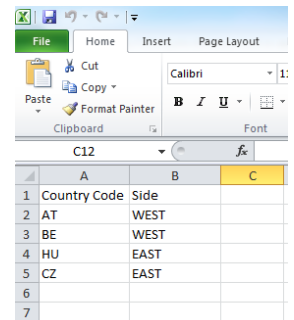 File Home Insert Page Layout
Cut
Copy
Format Painter
Paste
Calibri
B I U
Clipboard Font
C12 fx
A B C
1 Country Code Side
2 AT WEST
3 BE WEST
4 HU EAST
5 CZ EAST
6
7